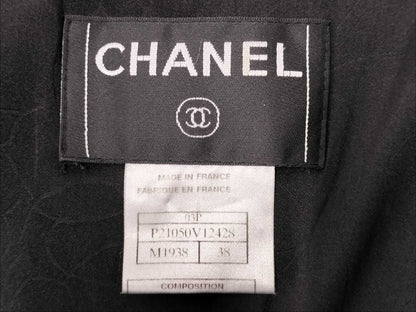 CHANEL
MADE IN FRANCE
FABRIQUE EN FRANCE
03P
P21050V12428
M1938 38
COMPOSITION